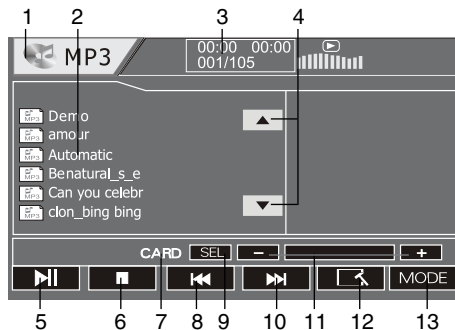 1 2 3 4
MP3
00:00 00:00
001/105
Demo
amour
Automatic
Benatural_s_e
Can you celebr
clon_bing bing
CARD SEL − +
MODE
5 6 7 8 9 10 11 12 13